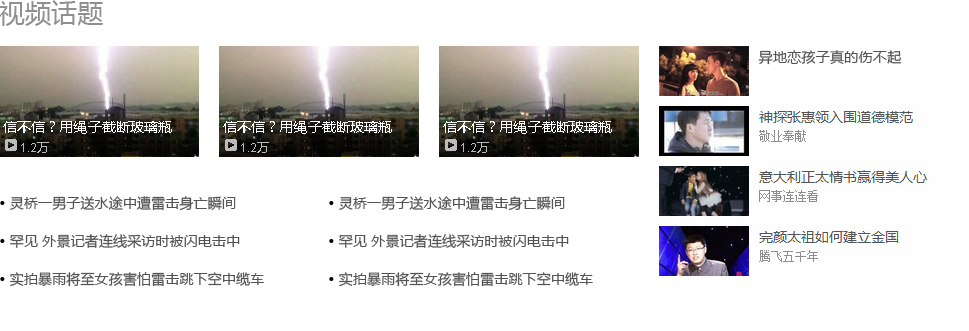 视频话题
信不信？用绳子截断玻璃瓶
1.2万
信不信？用绳子截断玻璃瓶
1.2万
信不信？用绳子截断玻璃瓶
1.2万
• 灵桥一男子送水途中遭雷击身亡瞬间
• 罕见 外景记者连线采访时被闪电击中
• 实拍暴雨将至女孩害怕雷击跳下空中缆车
• 灵桥一男子送水途中遭雷击身亡瞬间
• 罕见 外景记者连线采访时被闪电击中
• 实拍暴雨将至女孩害怕雷击跳下空中缆车
异地恋孩子真的伤不起
神探张惠领入围道德模范
敬业奉献
意大利正太情书赢得美人心
网事连连看
完颜太祖如何建立金国
腾飞五千年